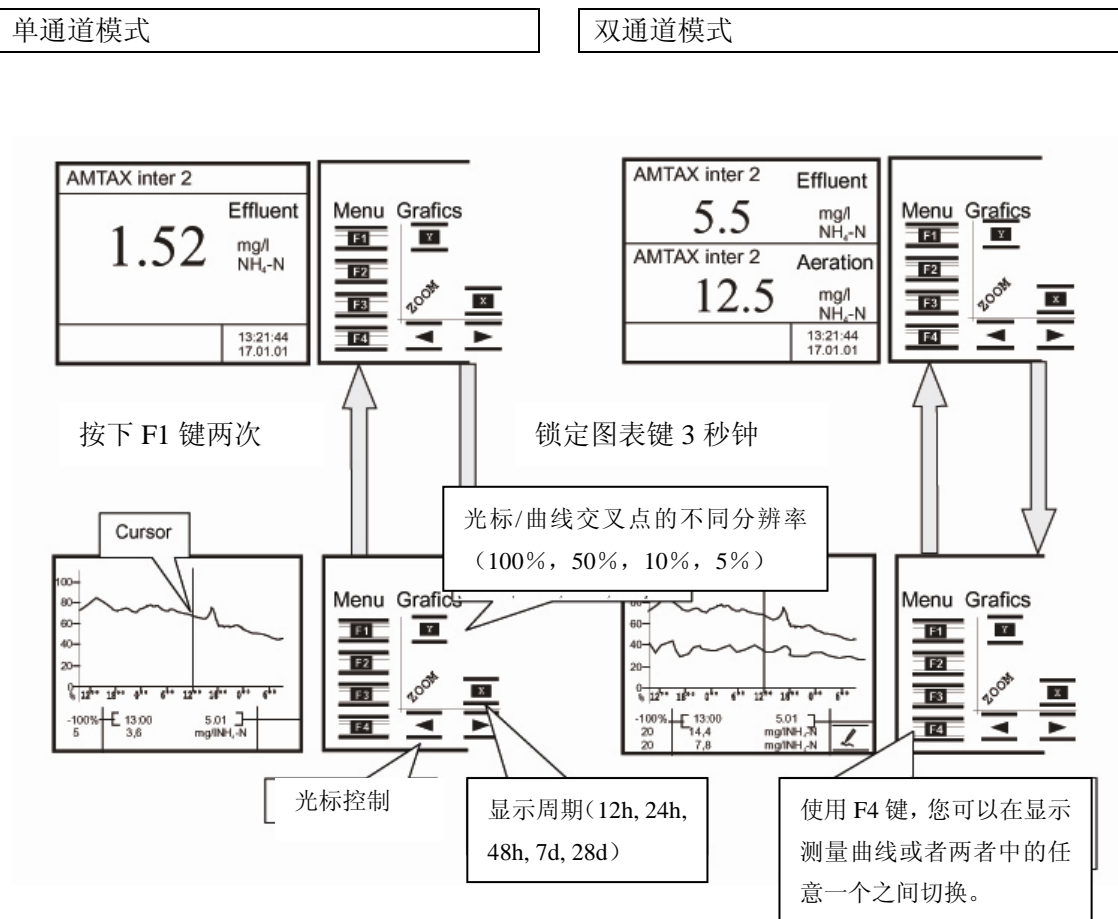 单通道模式
双通道模式
AMTAX inter 2
Effluent
1.52 mg/l
NH₄-N
13:21:44
17.01.01
Menu Grafics
F1 Y
F2
F3 ZOOM X
F4
AMTAX inter 2
Effluent
5.5 mg/l
NH₄-N
AMTAX inter 2
Aeration
12.5 mg/l
NH₄-N
13:21:44
17.01.01
Menu Grafics
F1 Y
F2
F3 ZOOM X
F4
按下 F1 键两次
锁定图表键 3 秒钟
光标/曲线交叉点的不同分辨率
（100%，50%，10%，5%）
Cursor
100
80
60
40
20
0
%
-100% 13:00 5.01
5 3,6 mg/lNH₄-N
Menu Grafics
F1 Y
F2
F3 ZOOM X
F4
60
40
20
0
%
-100% 13:00 5.01
20 14,4 mg/lNH₄-N
20 7,8 mg/lNH₄-N
Menu Grafics
F1 Y
F2
F3 ZOOM X
F4
光标控制
显示周期（12h, 24h,
48h, 7d, 28d）
使用 F4 键，您可以在显示
测量曲线或者两者中的任
意一个之间切换。